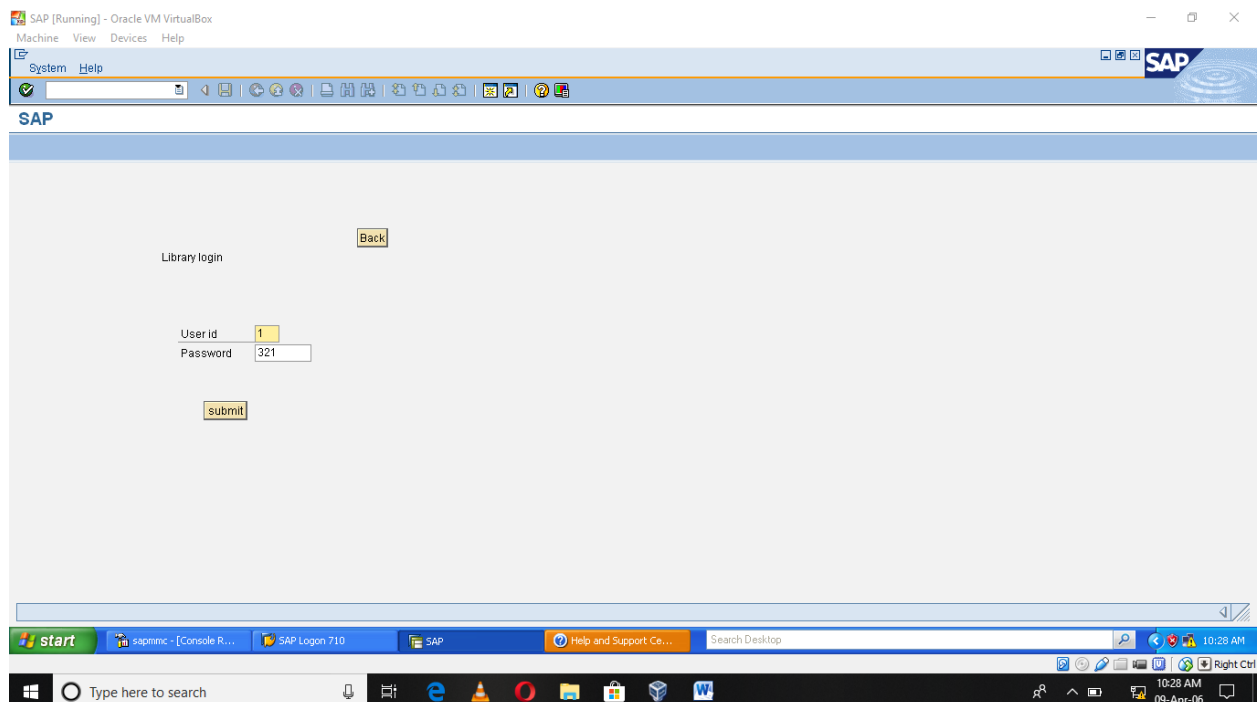 SAP [Running] - Oracle VM VirtualBox
Machine View Devices Help
System Help
SAP
SAP
Back
Library login
User id 1
Password 321
submit
start sapmmc - [Console R... SAP Logon 710 SAP Help and Support Ce... Search Desktop 10:28 AM
Right Ctrl
Type here to search 10:28 AM
09-Apr-06